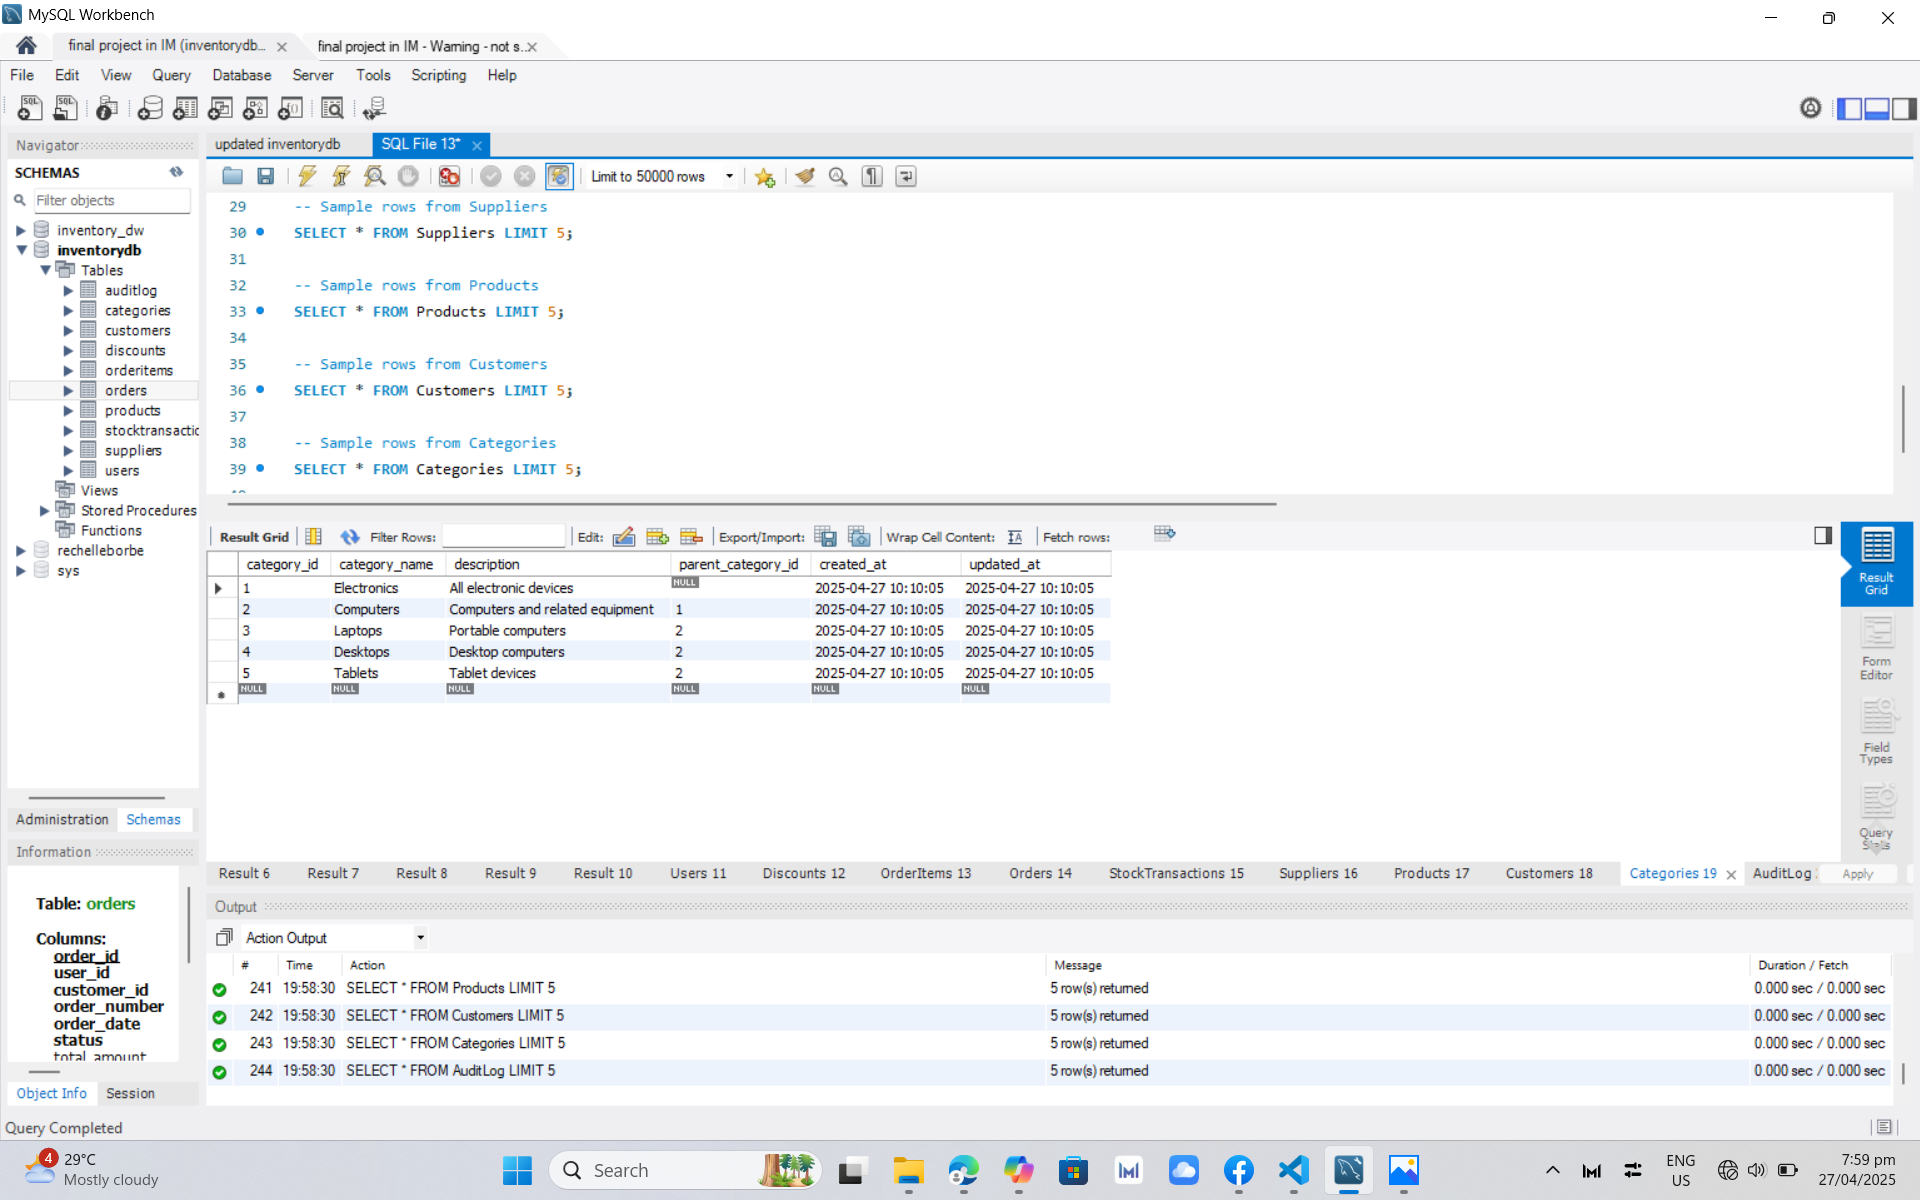 MySQL Workbench
final project in IM (inventorydb...
final project in IM - Warning - not s...
File Edit View Query Database Server Tools Scripting Help
Navigator
SCHEMAS
Filter objects
inventory_dw
inventorydb
Tables
auditlog
categories
customers
discounts
orderitems
orders
products
stocktransactic
suppliers
users
Views
Stored Procedures
Functions
rechelleborbe
sys
Administration Schemas
Information
Table: orders
Columns:
order_id
user_id
customer_id
order_number
order_date
status
total_amount
Object Info Session
updated inventorydb SQL File 13*
Limit to 50000 rows
29 -- Sample rows from Suppliers
30 SELECT * FROM Suppliers LIMIT 5;
31
32 -- Sample rows from Products
33 SELECT * FROM Products LIMIT 5;
34
35 -- Sample rows from Customers
36 SELECT * FROM Customers LIMIT 5;
37
38 -- Sample rows from Categories
39 SELECT * FROM Categories LIMIT 5;
Result Grid Filter Rows: Edit: Export/Import: Wrap Cell Content: Fetch rows:
category_id category_name description parent_category_id created_at updated_at
1 Electronics All electronic devices NULL 2025-04-27 10:10:05 2025-04-27 10:10:05
2 Computers Computers and related equipment 1 2025-04-27 10:10:05 2025-04-27 10:10:05
3 Laptops Portable computers 2 2025-04-27 10:10:05 2025-04-27 10:10:05
4 Desktops Desktop computers 2 2025-04-27 10:10:05 2025-04-27 10:10:05
5 Tablets Tablet devices 2 2025-04-27 10:10:05 2025-04-27 10:10:05
NULL NULL NULL NULL NULL NULL
Result Grid
Form Editor
Field Types
Query Stats
Result 6 Result 7 Result 8 Result 9 Result 10 Users 11 Discounts 12 OrderItems 13 Orders 14 StockTransactions 15 Suppliers 16 Products 17 Customers 18 Categories 19 AuditLog Apply
Output
Action Output
# Time Action Message Duration / Fetch
241 19:58:30 SELECT * FROM Products LIMIT 5 5 row(s) returned 0.000 sec / 0.000 sec
242 19:58:30 SELECT * FROM Customers LIMIT 5 5 row(s) returned 0.000 sec / 0.000 sec
243 19:58:30 SELECT * FROM Categories LIMIT 5 5 row(s) returned 0.000 sec / 0.000 sec
244 19:58:30 SELECT * FROM AuditLog LIMIT 5 5 row(s) returned 0.000 sec / 0.000 sec
Query Completed
4
29°C
Mostly cloudy
Search
ENG
US
7:59 pm
27/04/2025